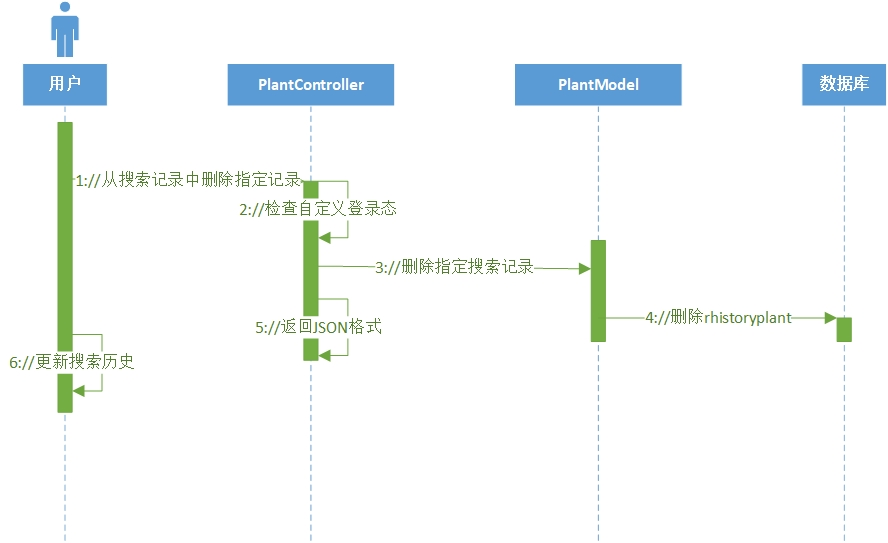 用户
PlantController
PlantModel
数据库
1://从搜索记录中删除指定记录
2://检查自定义登录态
3://删除指定搜索记录
4://删除rhistoryplant
5://返回JSON格式
6://更新搜索历史